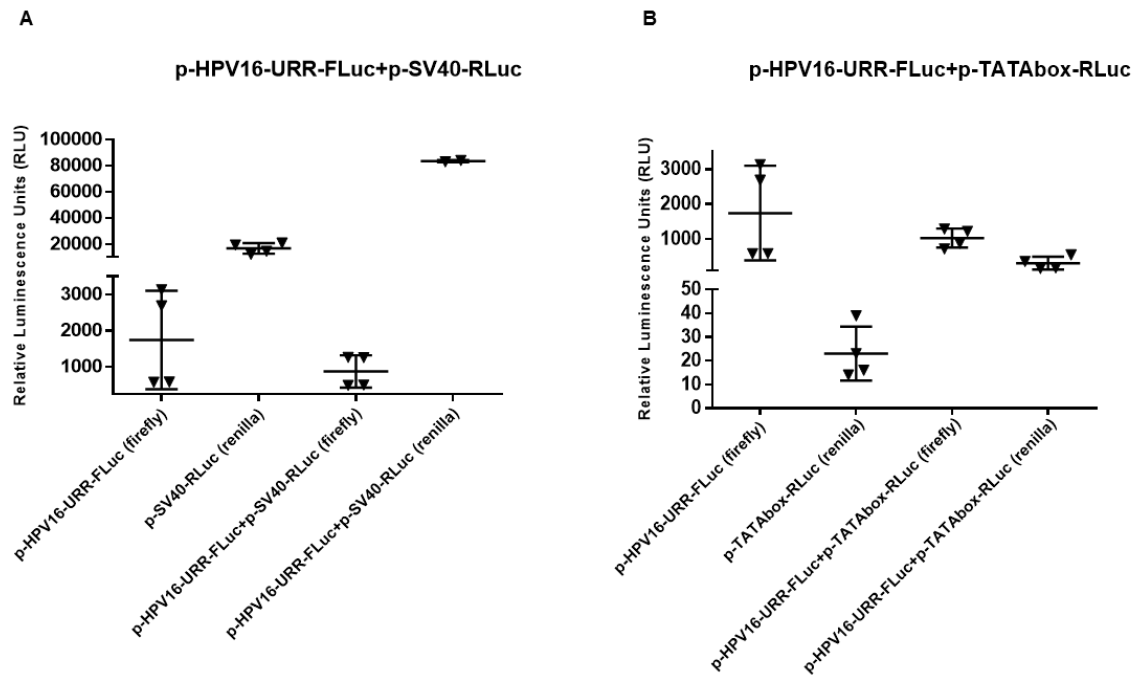 A
p-HPV16-URR-FLuc+p-SV40-RLuc
Relative Luminescence Units (RLU)
100000
80000
60000
40000
20000
3000
2000
1000
p-HPV16-URR-FLuc (firefly)
p-SV40-RLuc (renilla)
p-HPV16-URR-FLuc+p-SV40-RLuc (firefly)
p-HPV16-URR-FLuc+p-SV40-RLuc (renilla)
B
p-HPV16-URR-FLuc+p-TATAbox-RLuc
Relative Luminescence Units (RLU)
3000
2000
1000
50
40
30
20
10
0
p-HPV16-URR-FLuc (firefly)
p-TATAbox-RLuc (renilla)
p-HPV16-URR-FLuc+p-TATAbox-RLuc (firefly)
p-HPV16-URR-FLuc+p-TATAbox-RLuc (renilla)